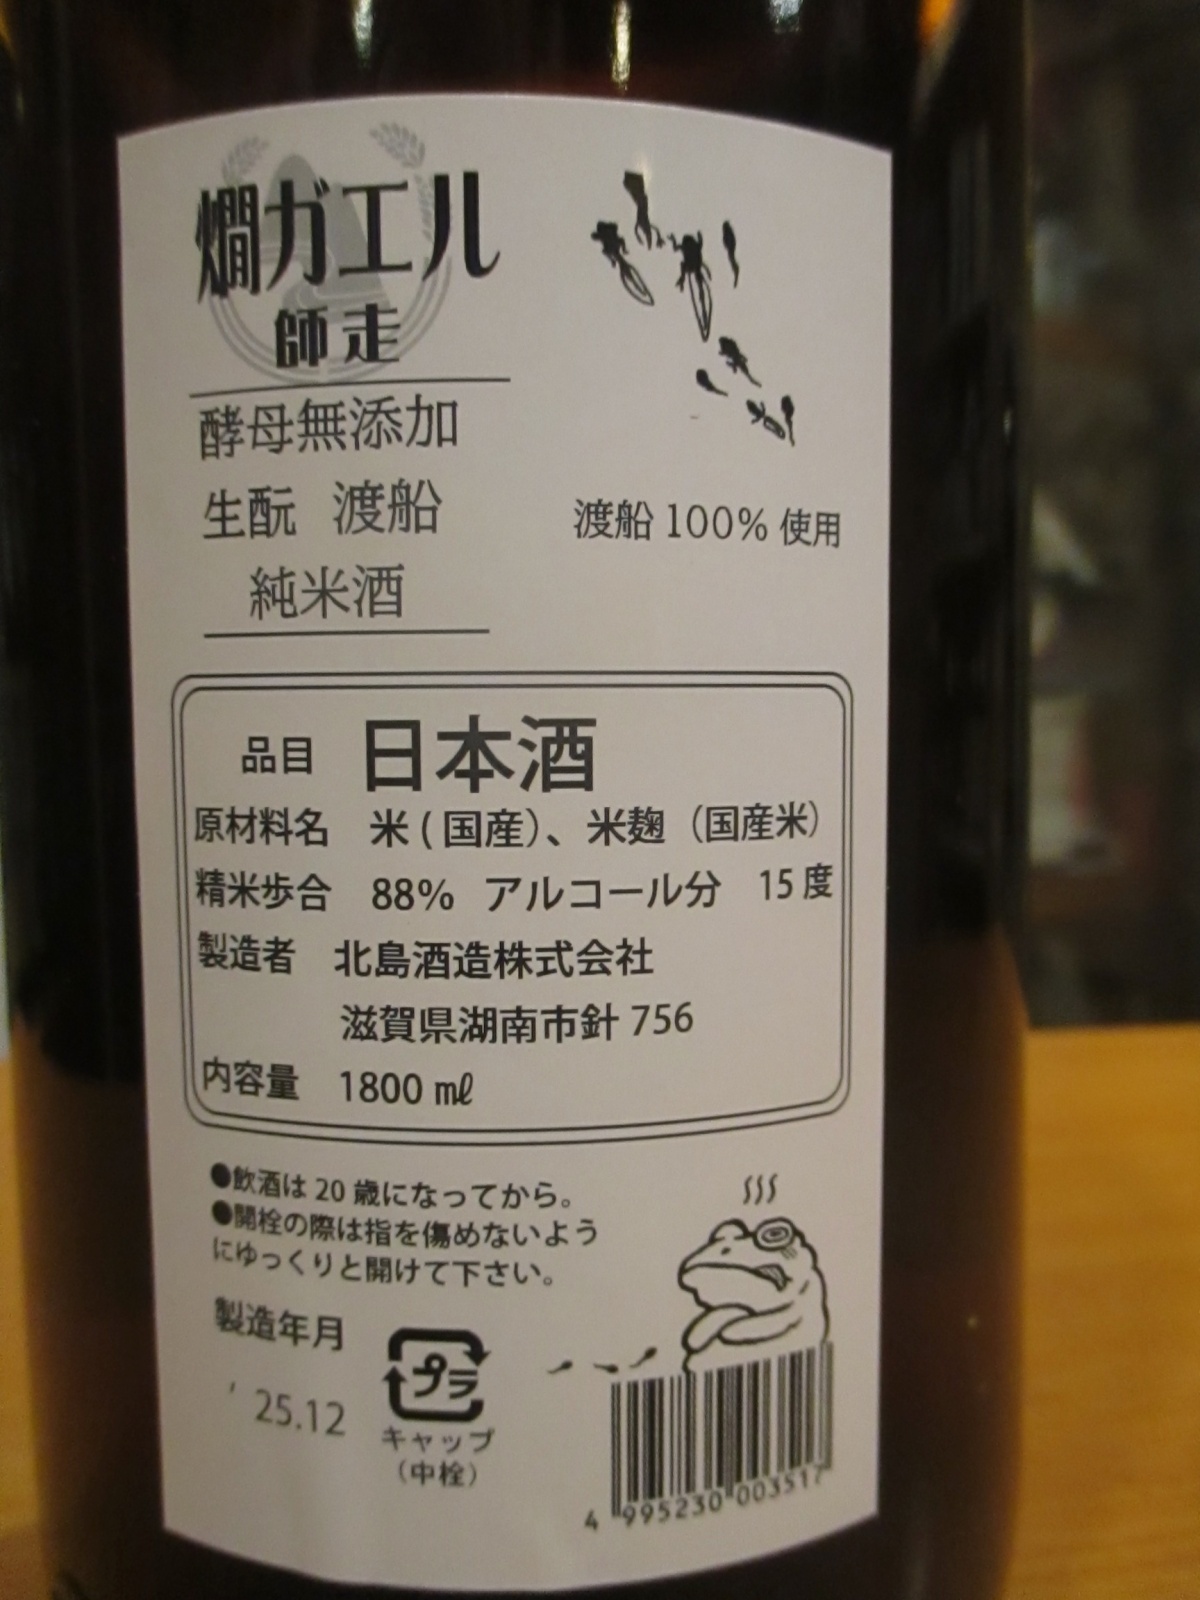 燗ガエル
師走
酵母無添加
生酛 渡船
純米酒
渡船 100% 使用
品目 日本酒
原材料名 米(国産)、米麹(国産米)
精米歩合 88% アルコール分 15度
製造者 北島酒造株式会社
滋賀県湖南市針 756
内容量 1800 ㎖
●飲酒は 20 歳になってから。
●開栓の際は指を傷めないよう
にゆっくりと開けて下さい。
製造年月
'25.12
プラ
キャップ
(中栓)
4 995230 003517